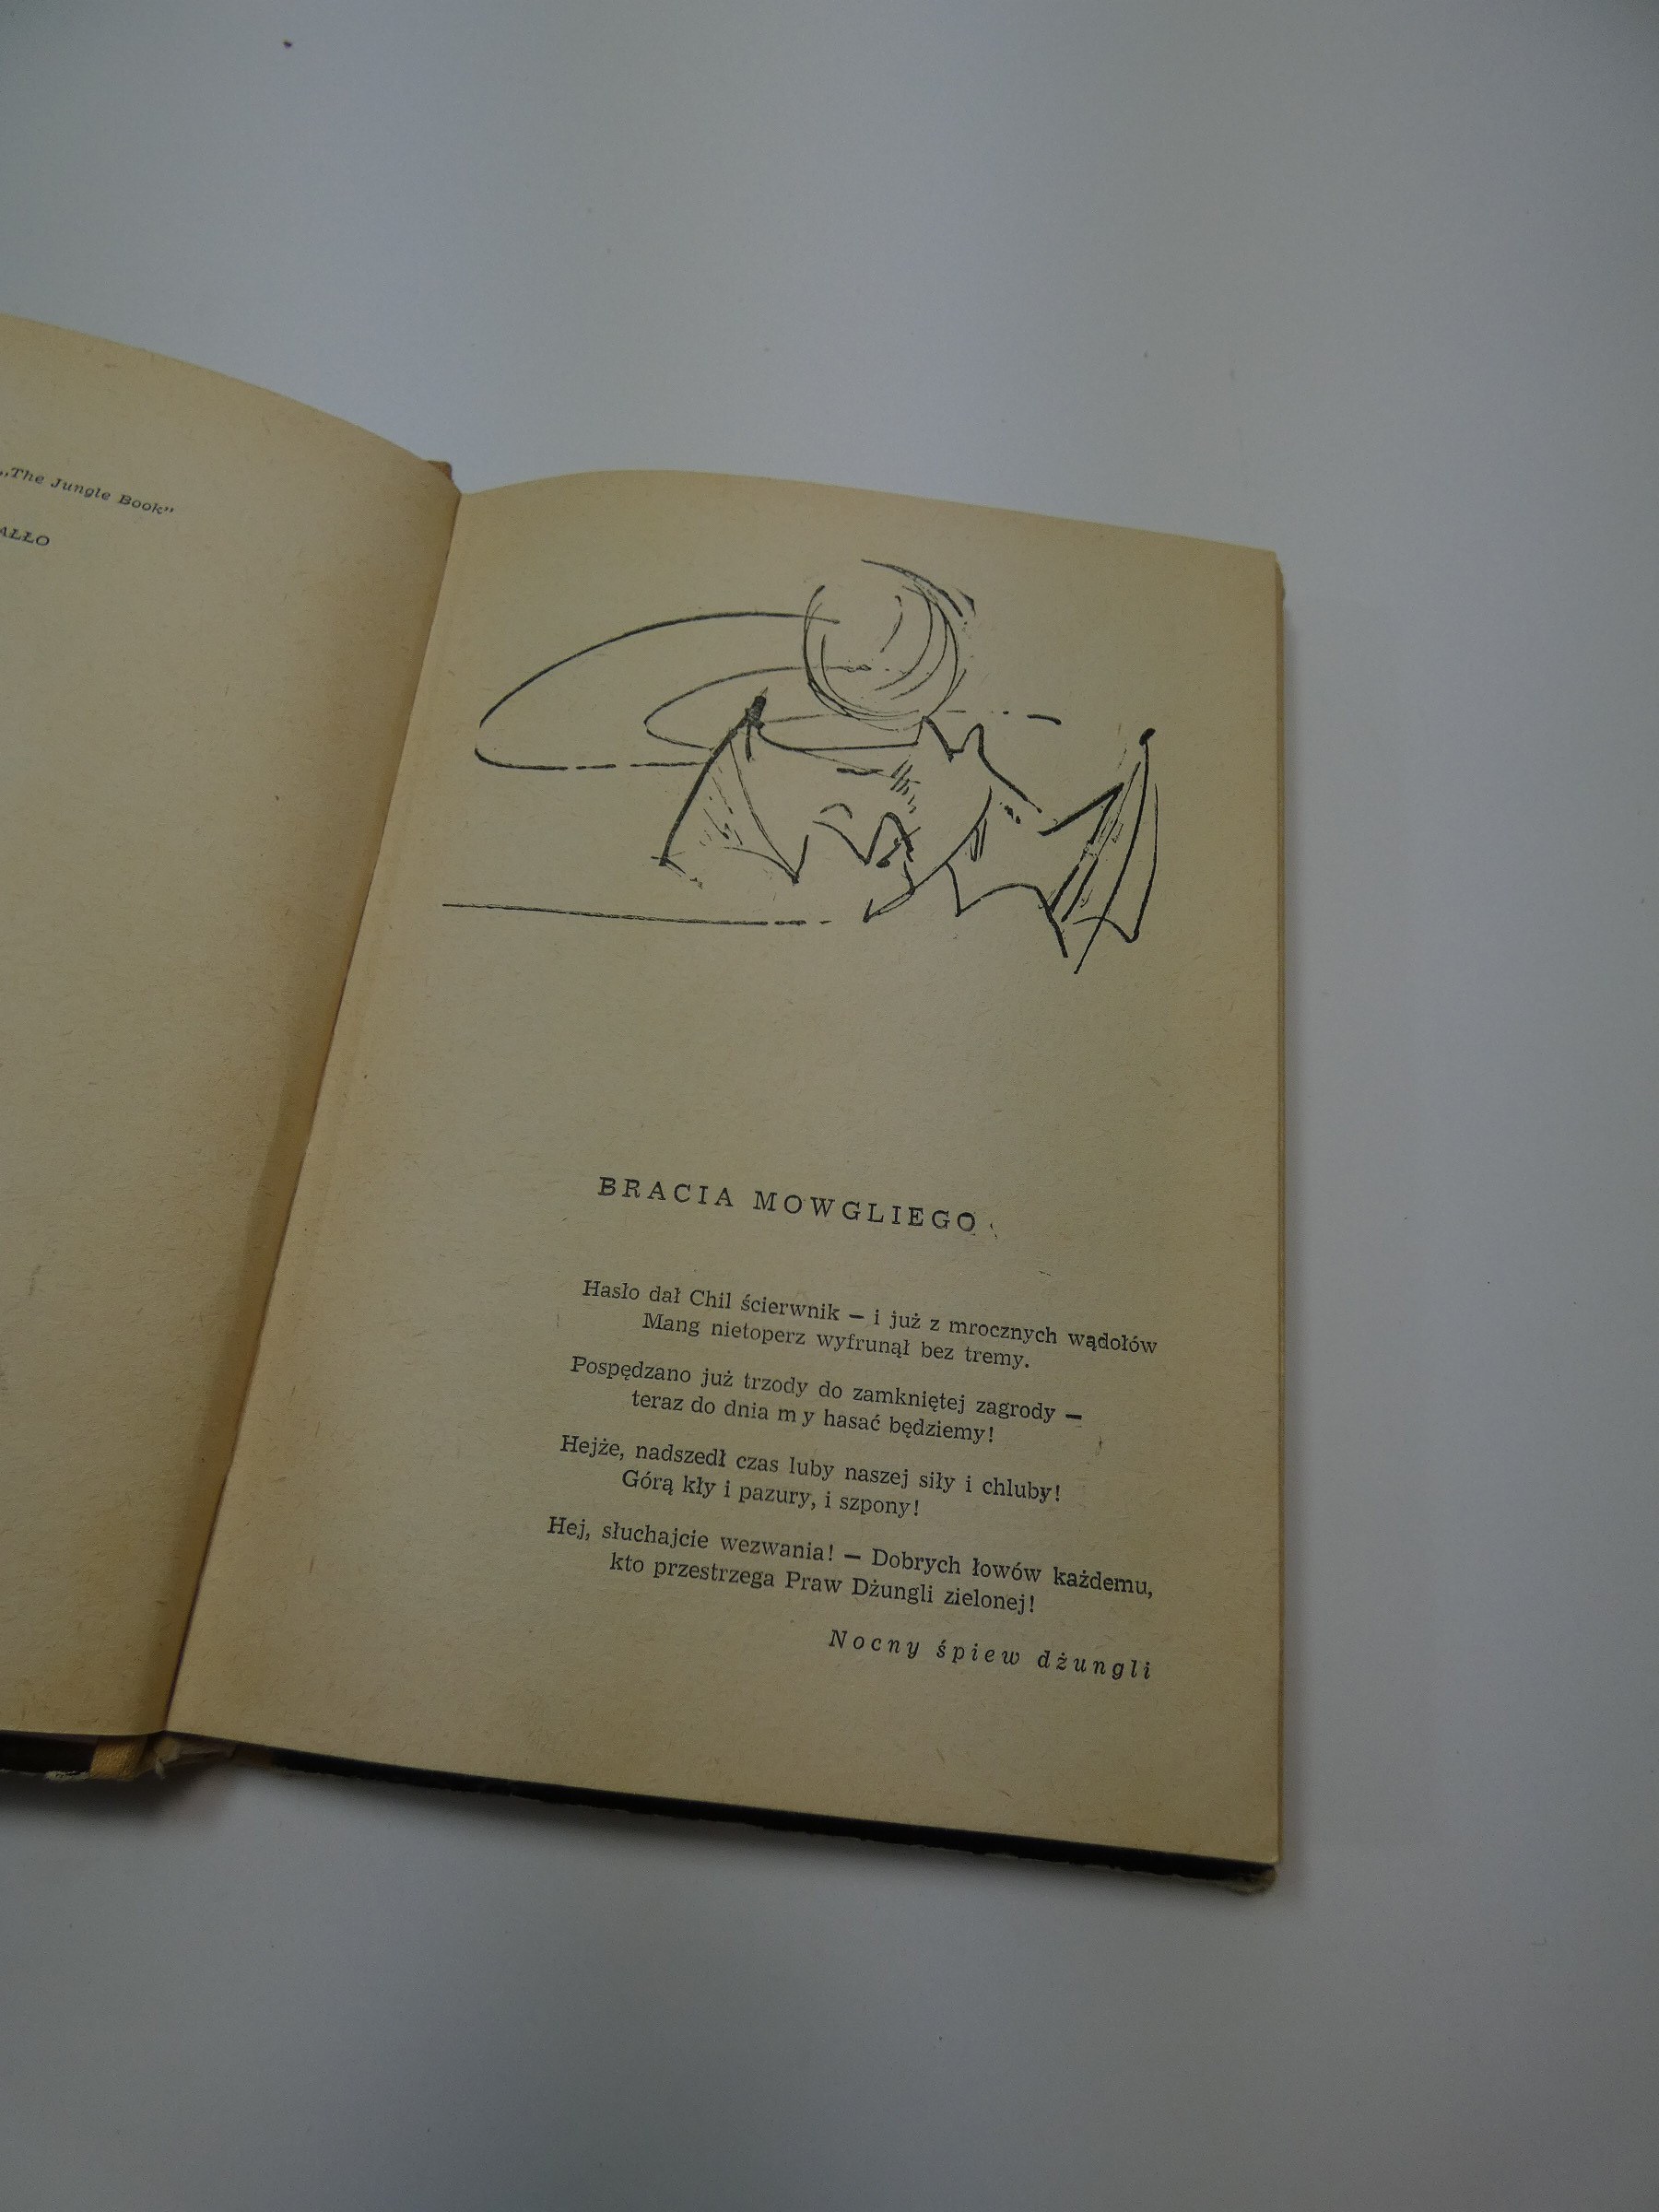 „The Jungle Book”
BRACIA MOWGLIEGO
Hasło dał Chil ścierwnik — i już z mrocznych wądołów
Mang nietoperz wyfrunął bez tremy.
Pospędzano już trzody do zamkniętej zagrody —
teraz do dnia my hasać będziemy!
Hejże, nadszedł czas luby naszej siły i chluby!
Górą kły i pazury, i szpony!
Hej, słuchajcie wezwania! — Dobrych łowów każdemu,
kto przestrzega Praw Dżungli zielonej!
Nocny śpiew dżungli